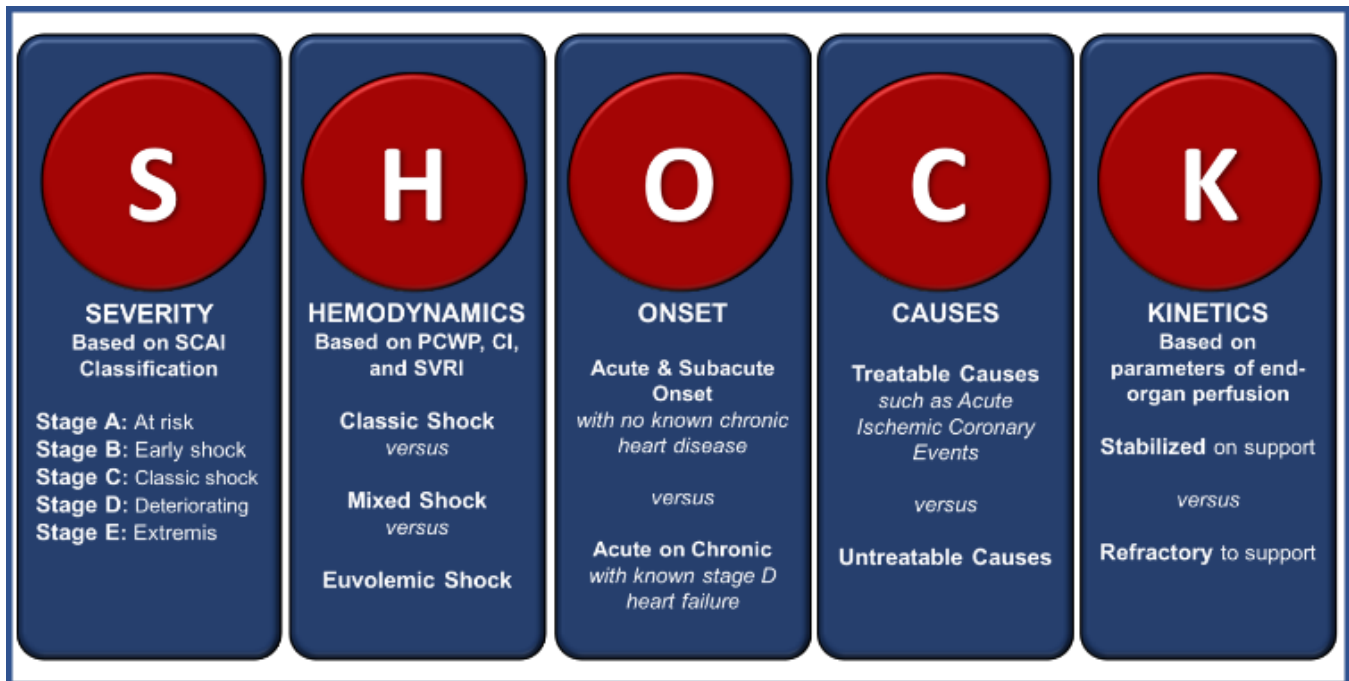 S
SEVERITY
Based on SCAI
Classification
Stage A: At risk
Stage B: Early shock
Stage C: Classic shock
Stage D: Deteriorating
Stage E: Extremis
H
HEMODYNAMICS
Based on PCWP, CI,
and SVRI
Classic Shock
versus
Mixed Shock
versus
Euvolemic Shock
O
ONSET
Acute & Subacute
Onset
with no known chronic
heart disease
versus
Acute on Chronic
with known stage D
heart failure
C
CAUSES
Treatable Causes
such as Acute
Ischemic Coronary
Events
versus
Untreatable Causes
K
KINETICS
Based on
parameters of end-
organ perfusion
Stabilized on support
versus
Refractory to support